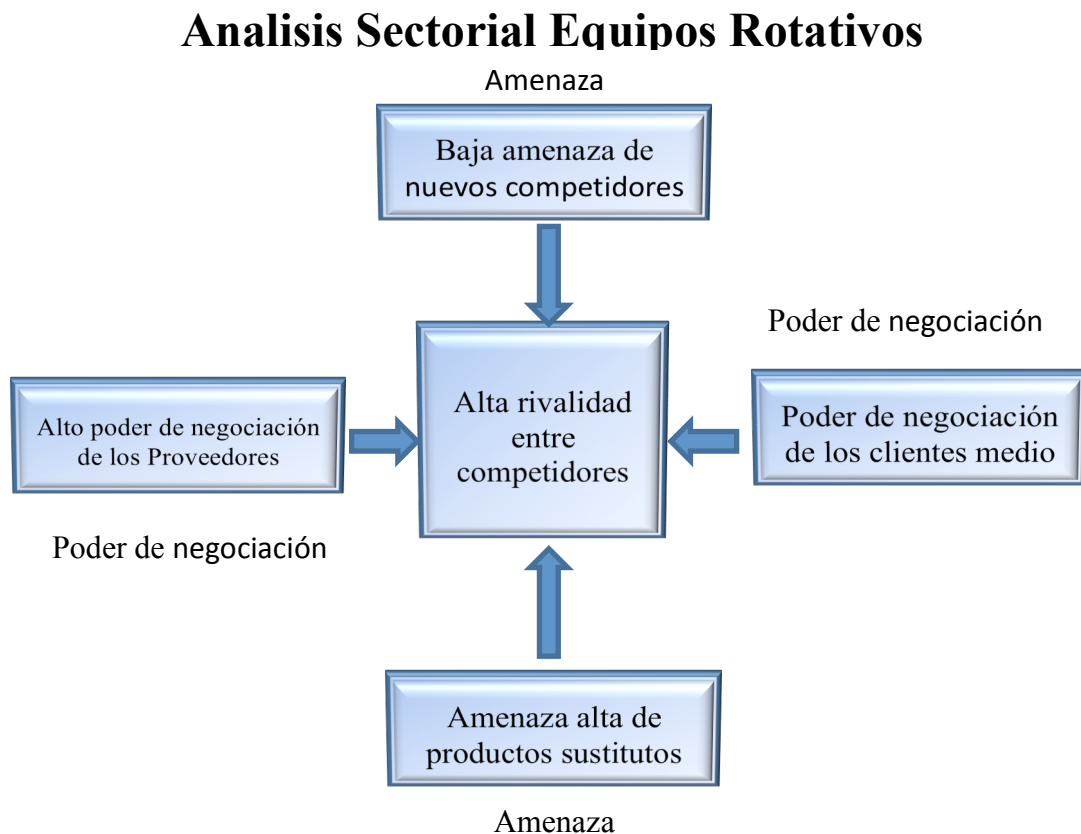 Analisis Sectorial Equipos Rotativos
Amenaza
Baja amenaza de
nuevos competidores
Poder de negociación
Alto poder de negociación
de los Proveedores
Alta rivalidad
entre
competidores
Poder de negociación
de los clientes medio
Poder de negociación
Amenaza alta de
productos sustitutos
Amenaza